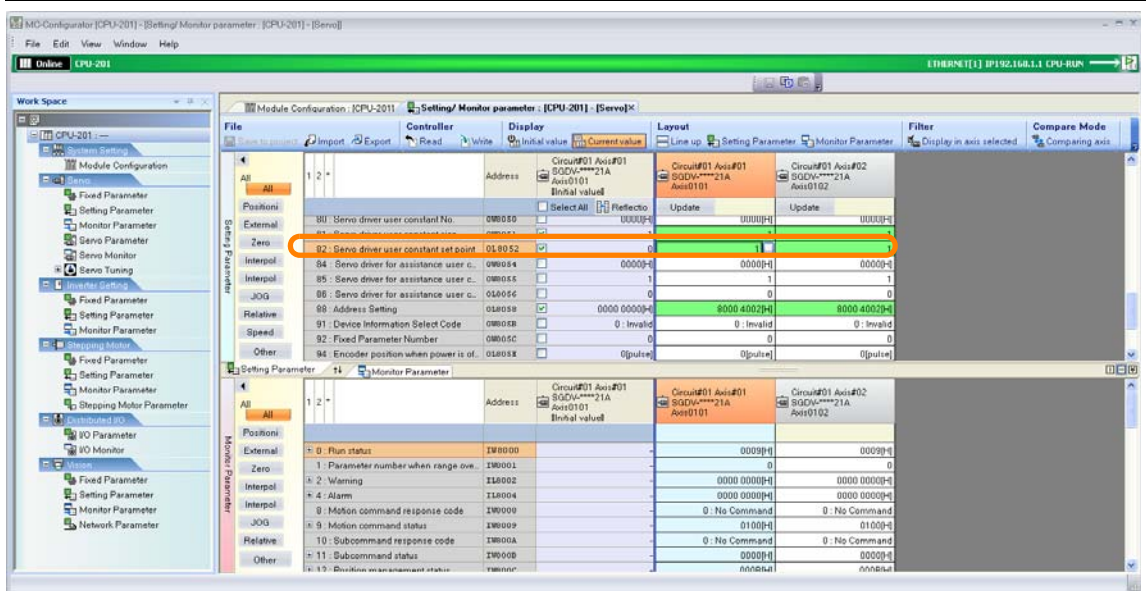 MC-Configurator [CPU-201] - [Setting/ Monitor parameter : [CPU-201] - [Servo]]
File Edit View Window Help
Online CPU-201 ETHERNET[1] IP192.168.1.1 CPU-RUN
Work Space
Module Configuration : [CPU-201] Setting/ Monitor parameter : [CPU-201] - [Servo]×
CPU-201 : ---
System Setting
Module Configuration
Servo
Fixed Parameter
Setting Parameter
Monitor Parameter
Servo Parameter
Servo Monitor
Servo Tuning
Inverter Setting
Fixed Parameter
Setting Parameter
Monitor Parameter
Stepping Motor
Fixed Parameter
Setting Parameter
Monitor Parameter
Stepping Motor Parameter
Distributed I/O
I/O Parameter
I/O Monitor
Vision
Fixed Parameter
Setting Parameter
Monitor Parameter
Network Parameter
File Controller Display Layout Filter Compare Mode
Save to project Import Export Read Write Initial value Current value Line up Setting Parameter Monitor Parameter Display in axis selected Comparing axis
Setting Parameter
All
All
Positioni
External
Zero
Interpol
Interpol
JOG
Relative
Speed
Other
1 2 Address Circuit#01 Axis#01 SGDV-****21A Axis0101 Circuit#01 Axis#01 SGDV-****21A Axis0101 Circuit#01 Axis#02 SGDV-****21A Axis0102
Select All Reflectio Update Update
80 : Servo driver user constant No. OW8050 0000[H] 0000[H] 0000[H]
81 : Servo driver user constant size OW8051 1 1 1
82 : Servo driver user constant set point OL8052 0 1 1
84 : Servo driver for assistance user c.. OW8054 0000[H] 0000[H] 0000[H]
85 : Servo driver for assistance user c.. 1 1 1
86 : Servo driver for assistance user c.. OL8056 0 0 0
88 : Address Setting OL8058 0000 0000[H] 8000 4002[H] 8000 4002[H]
91 : Device Information Select Code OW805B 0 : Invalid 0 : Invalid 0 : Invalid
92 : Fixed Parameter Number OW805C 0 0 0
94 : Encoder position when power is of.. OL805E 0[pulse] 0[pulse] 0[pulse]
Setting Parameter Monitor Parameter
Monitor Parameter
All
All
Positioni
External
Zero
Interpol
Interpol
JOG
Relative
Other
1 2 Address Circuit#01 Axis#01 SGDV-****21A Axis0101 Circuit#01 Axis#01 SGDV-****21A Axis0101 Circuit#01 Axis#02 SGDV-****21A Axis0102
0 : Run status IW8000 - 0009[H] 0009[H]
1 : Parameter number when range ove.. IW8001 - 0 0
2 : Warning IL8002 - 0000 0000[H] 0000 0000[H]
4 : Alarm IL8004 - 0000 0000[H] 0000 0000[H]
8 : Motion command response code - 0 : No Command 0 : No Command
9 : Motion command status IW8009 - 0100[H] 0100[H]
10 : Subcommand response code IW800A - 0 : No Command 0 : No Command
11 : Subcommand status - 0000[H] 0000[H]
12 : Position management status IW800C